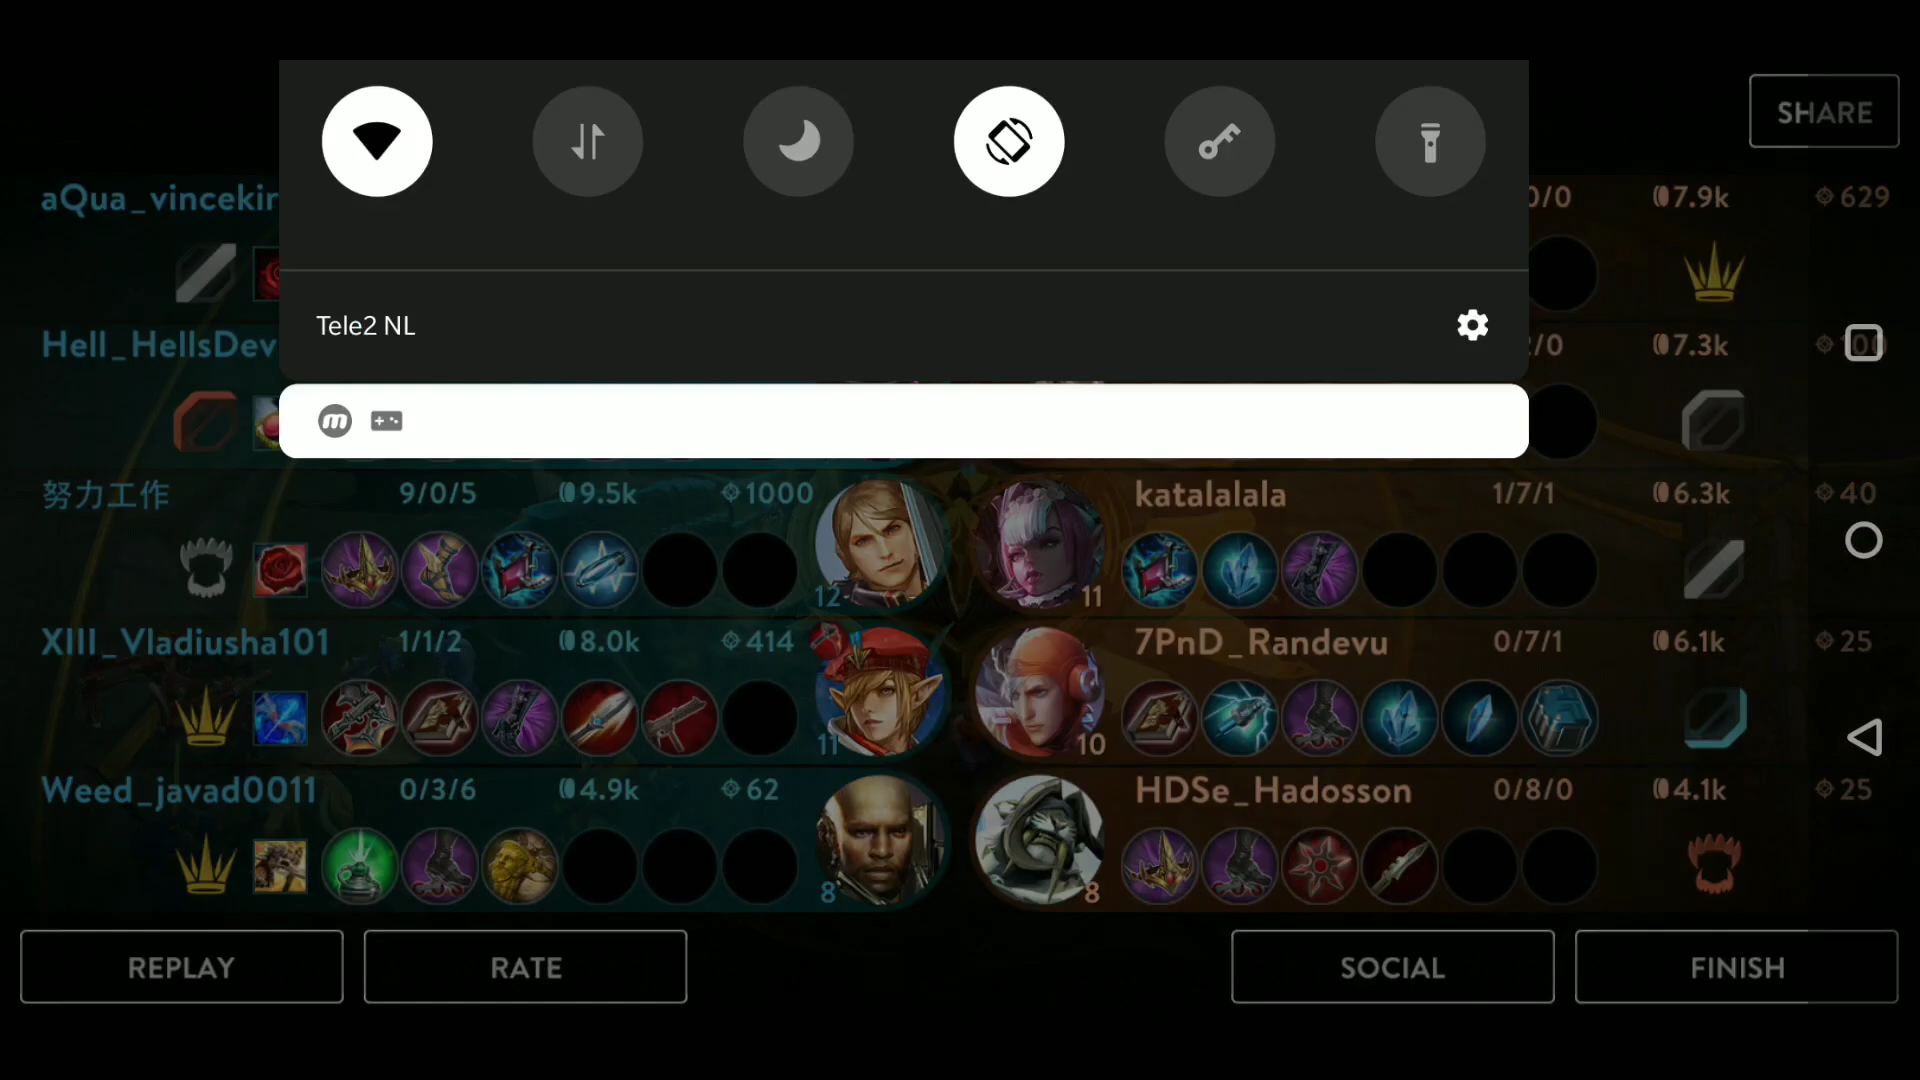 SHARE
aQua_vincekin 0/0 7.9k 629
Tele2 NL
Hell_HellsDev /0 7.3k 100
努力工作 9/0/5 9.5k 1000 katalalala 1/7/1 6.3k 40
12 11
XIII_Vladiusha101 1/1/2 8.0k 414 7PnD_Randevu 0/7/1 6.1k 25
11 10
Weed_javad0011 0/3/6 4.9k 62 HDSe_Hadosson 0/8/0 4.1k 25
8 8
REPLAY RATE SOCIAL FINISH